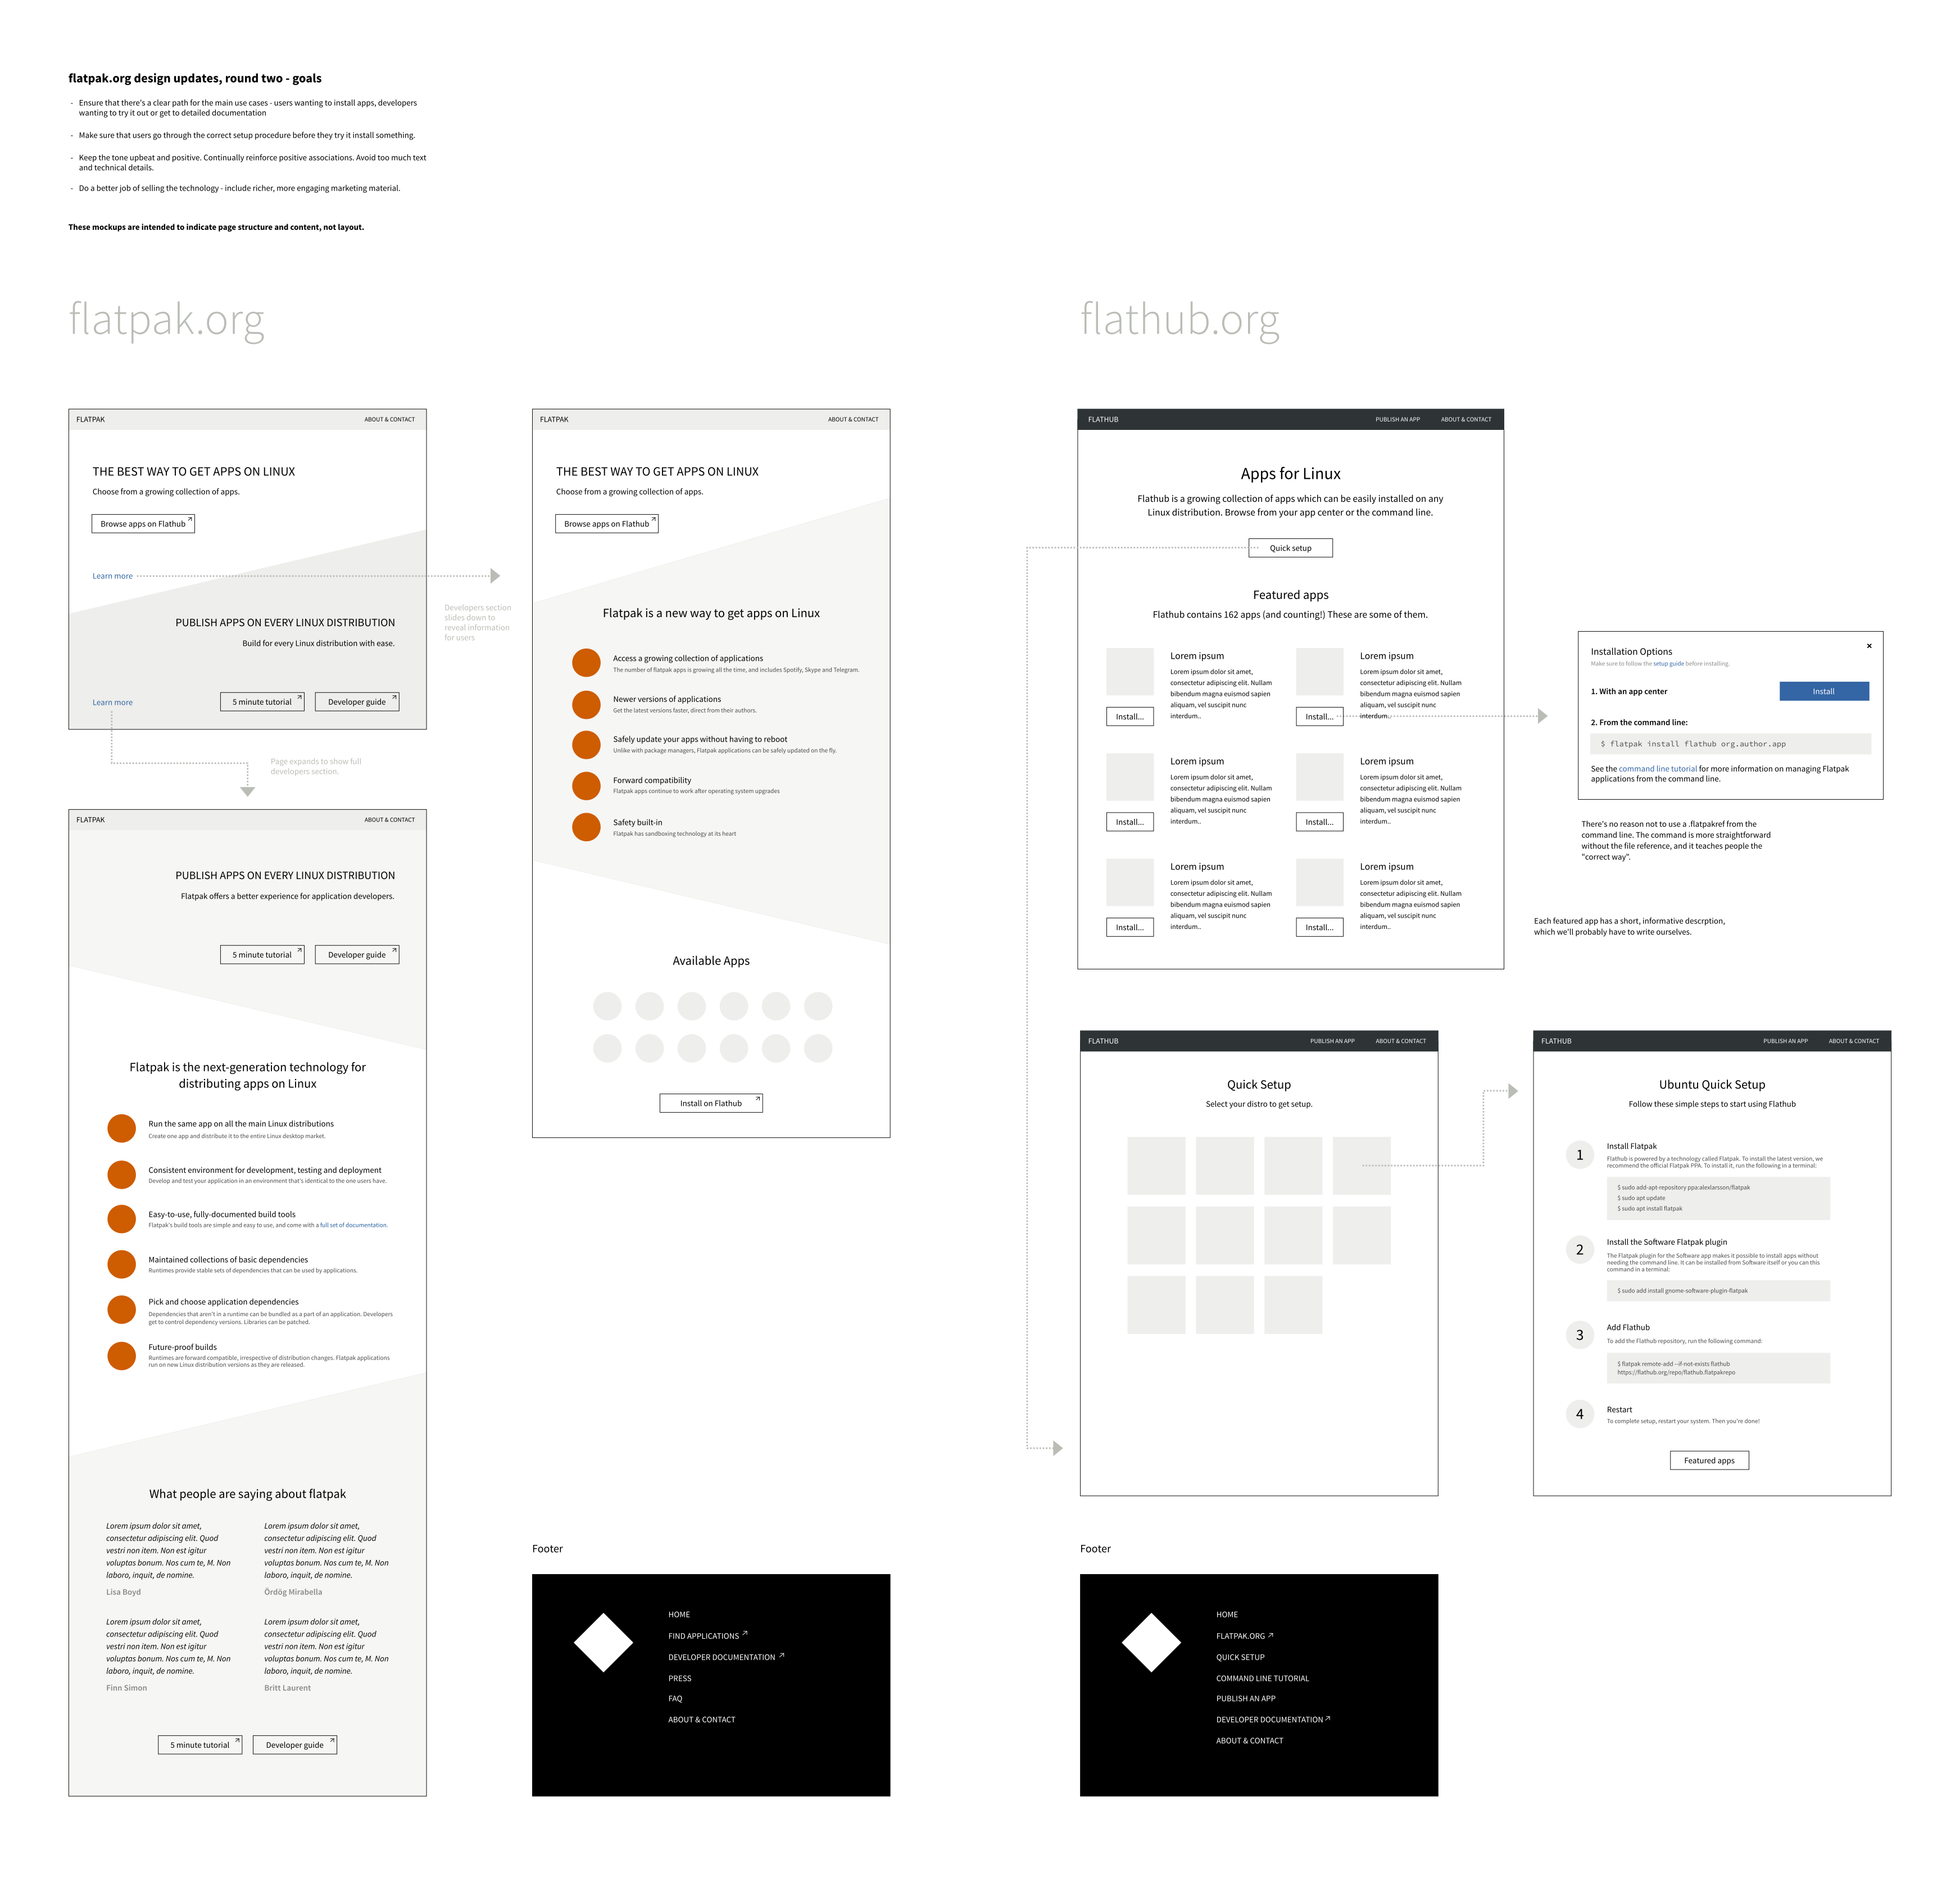 flatpak.org design updates, round two - goals
- Ensure that there's a clear path for the main use cases - users wanting to install apps, developers
wanting to try it out or get to detailed documentation
- Make sure that users go through the correct setup procedure before they try it install something.
- Keep the tone upbeat and positive. Continually reinforce positive associations. Avoid too much text
and technical details.
- Do a better job of selling the technology - include richer, more engaging marketing material.
These mockups are intended to indicate page structure and content, not layout.
flatpak.org
FLATPAK
ABOUT & CONTACT
THE BEST WAY TO GET APPS ON LINUX
Choose from a growing collection of apps.
Browse apps on Flathub
Learn more
PUBLISH APPS ON EVERY LINUX DISTRIBUTION
Build for every Linux distribution with ease.
Learn more
5 minute tutorial
Developer guide
Developers section
slides down to
reveal information
for users
Page expands to show full
developers section.
FLATPAK
ABOUT & CONTACT
PUBLISH APPS ON EVERY LINUX DISTRIBUTION
Flatpak offers a better experience for application developers.
5 minute tutorial
Developer guide
Flatpak is the next-generation technology for
distributing apps on Linux
Run the same app on all the main Linux distributions
Create one app and distribute it to the entire Linux desktop market.
Consistent environment for development, testing and deployment
Develop and test your application in an environment that's identical to the one users have.
Easy-to-use, fully-documented build tools
Flatpak's build tools are simple and easy to use, and come with a full set of documentation.
Maintained collections of basic dependencies
Runtimes provide stable sets of dependencies that can be used by applications.
Pick and choose application dependencies
Dependencies that aren't in a runtime can be bundled as a part of an application. Developers
get to control dependency versions. Libraries can be patched.
Future-proof builds
Runtimes are forward compatible, irrespective of distribution changes. Flatpak applications
run on new Linux distribution versions as they are released.
What people are saying about flatpak
Lorem ipsum dolor sit amet,
consectetur adipiscing elit. Quod
vestri non item. Non est igitur
voluptas bonum. Nos cum te, M. Non
laboro, inquit, de nomine.
Lisa Boyd
Lorem ipsum dolor sit amet,
consectetur adipiscing elit. Quod
vestri non item. Non est igitur
voluptas bonum. Nos cum te, M. Non
laboro, inquit, de nomine.
Ördög Mirabella
Lorem ipsum dolor sit amet,
consectetur adipiscing elit. Quod
vestri non item. Non est igitur
voluptas bonum. Nos cum te, M. Non
laboro, inquit, de nomine.
Finn Simon
Lorem ipsum dolor sit amet,
consectetur adipiscing elit. Quod
vestri non item. Non est igitur
voluptas bonum. Nos cum te, M. Non
laboro, inquit, de nomine.
Britt Laurent
5 minute tutorial
Developer guide
FLATPAK
ABOUT & CONTACT
THE BEST WAY TO GET APPS ON LINUX
Choose from a growing collection of apps.
Browse apps on Flathub
Flatpak is a new way to get apps on Linux
Access a growing collection of applications
The number of flatpak apps is growing all the time, and includes Spotify, Skype and Telegram.
Newer versions of applications
Get the latest versions faster, direct from their authors.
Safely update your apps without having to reboot
Unlike with package managers, Flatpak applications can be safely updated on the fly.
Forward compatibility
Flatpak apps continue to work after operating system upgrades
Safety built-in
Flatpak has sandboxing technology at its heart
Available Apps
Install on Flathub
Footer
HOME
FIND APPLICATIONS
DEVELOPER DOCUMENTATION
PRESS
FAQ
ABOUT & CONTACT
flathub.org
FLATHUB
PUBLISH AN APP
ABOUT & CONTACT
Apps for Linux
Flathub is a growing collection of apps which can be easily installed on any
Linux distribution. Browse from your app center or the command line.
Quick setup
Featured apps
Flathub contains 162 apps (and counting!) These are some of them.
Lorem ipsum
Lorem ipsum dolor sit amet,
consectetur adipiscing elit. Nullam
bibendum magna euismod sapien
aliquam, vel suscipit nunc
interdum..
Install...
Lorem ipsum
Lorem ipsum dolor sit amet,
consectetur adipiscing elit. Nullam
bibendum magna euismod sapien
aliquam, vel suscipit nunc
interdum..
Install...
Lorem ipsum
Lorem ipsum dolor sit amet,
consectetur adipiscing elit. Nullam
bibendum magna euismod sapien
aliquam, vel suscipit nunc
interdum..
Install...
Lorem ipsum
Lorem ipsum dolor sit amet,
consectetur adipiscing elit. Nullam
bibendum magna euismod sapien
aliquam, vel suscipit nunc
interdum..
Install...
Lorem ipsum
Lorem ipsum dolor sit amet,
consectetur adipiscing elit. Nullam
bibendum magna euismod sapien
aliquam, vel suscipit nunc
interdum..
Install...
Lorem ipsum
Lorem ipsum dolor sit amet,
consectetur adipiscing elit. Nullam
bibendum magna euismod sapien
aliquam, vel suscipit nunc
interdum..
Install...
Installation Options
Make sure to follow the setup guide before installing.
1. With an app center
Install
2. From the command line:
$ flatpak install flathub org.author.app
See the command line tutorial for more information on managing Flatpak
applications from the command line.
There's no reason not to use a .flatpakref from the
command line. The command is more straightforward
without the file reference, and it teaches people the
"correct way".
Each featured app has a short, informative descrption,
which we'll probably have to write ourselves.
FLATHUB
PUBLISH AN APP
ABOUT & CONTACT
Quick Setup
Select your distro to get setup.
FLATHUB
PUBLISH AN APP
ABOUT & CONTACT
Ubuntu Quick Setup
Follow these simple steps to start using Flathub
1
Install Flatpak
Flathub is powered by a technology called Flatpak. To install the latest version, we
recommend the official Flatpak PPA. To install it, run the following in a terminal:
$ sudo add-apt-repository ppa:alexlarsson/flatpak
$ sudo apt update
$ sudo apt install flatpak
2
Install the Software Flatpak plugin
The Flatpak plugin for the Software app makes it possible to install apps without
needing the command line. It can be installed from Software itself or you can this
command in a terminal:
$ sudo add install gnome-software-plugin-flatpak
3
Add Flathub
To add the Flathub repository, run the following command:
$ flatpak remote-add --if-not-exists flathub
https://flathub.org/repo/flathub.flatpakrepo
4
Restart
To complete setup, restart your system. Then you're done!
Featured apps
Footer
HOME
FLATPAK.ORG
QUICK SETUP
COMMAND LINE TUTORIAL
PUBLISH AN APP
DEVELOPER DOCUMENTATION
ABOUT & CONTACT